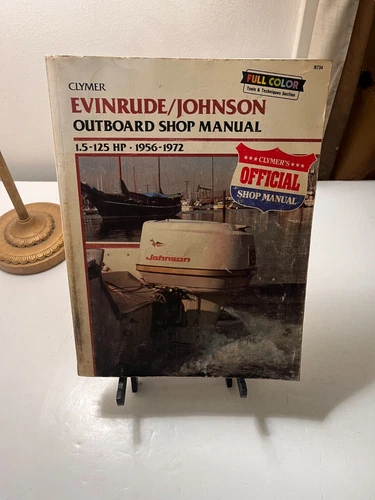 B734
FULL COLOR
Tools & Techniques Section
CLYMER
EVINRUDE/JOHNSON
OUTBOARD SHOP MANUAL
1.5-125 HP • 1956-1972
CLYMER'S
OFFICIAL
SHOP MANUAL
Johnson